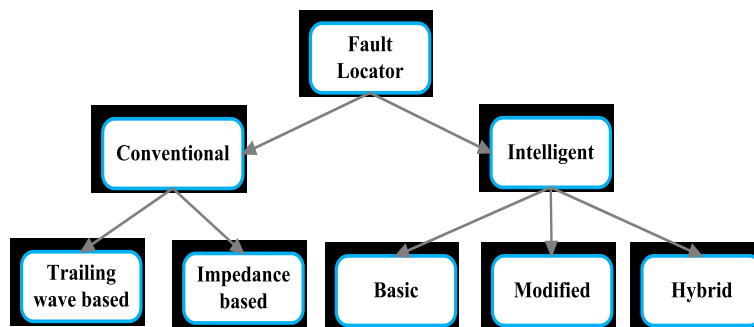 Fault
Locator
Conventional
Intelligent
Trailing
wave based
Impedance
based
Basic
Modified
Hybrid